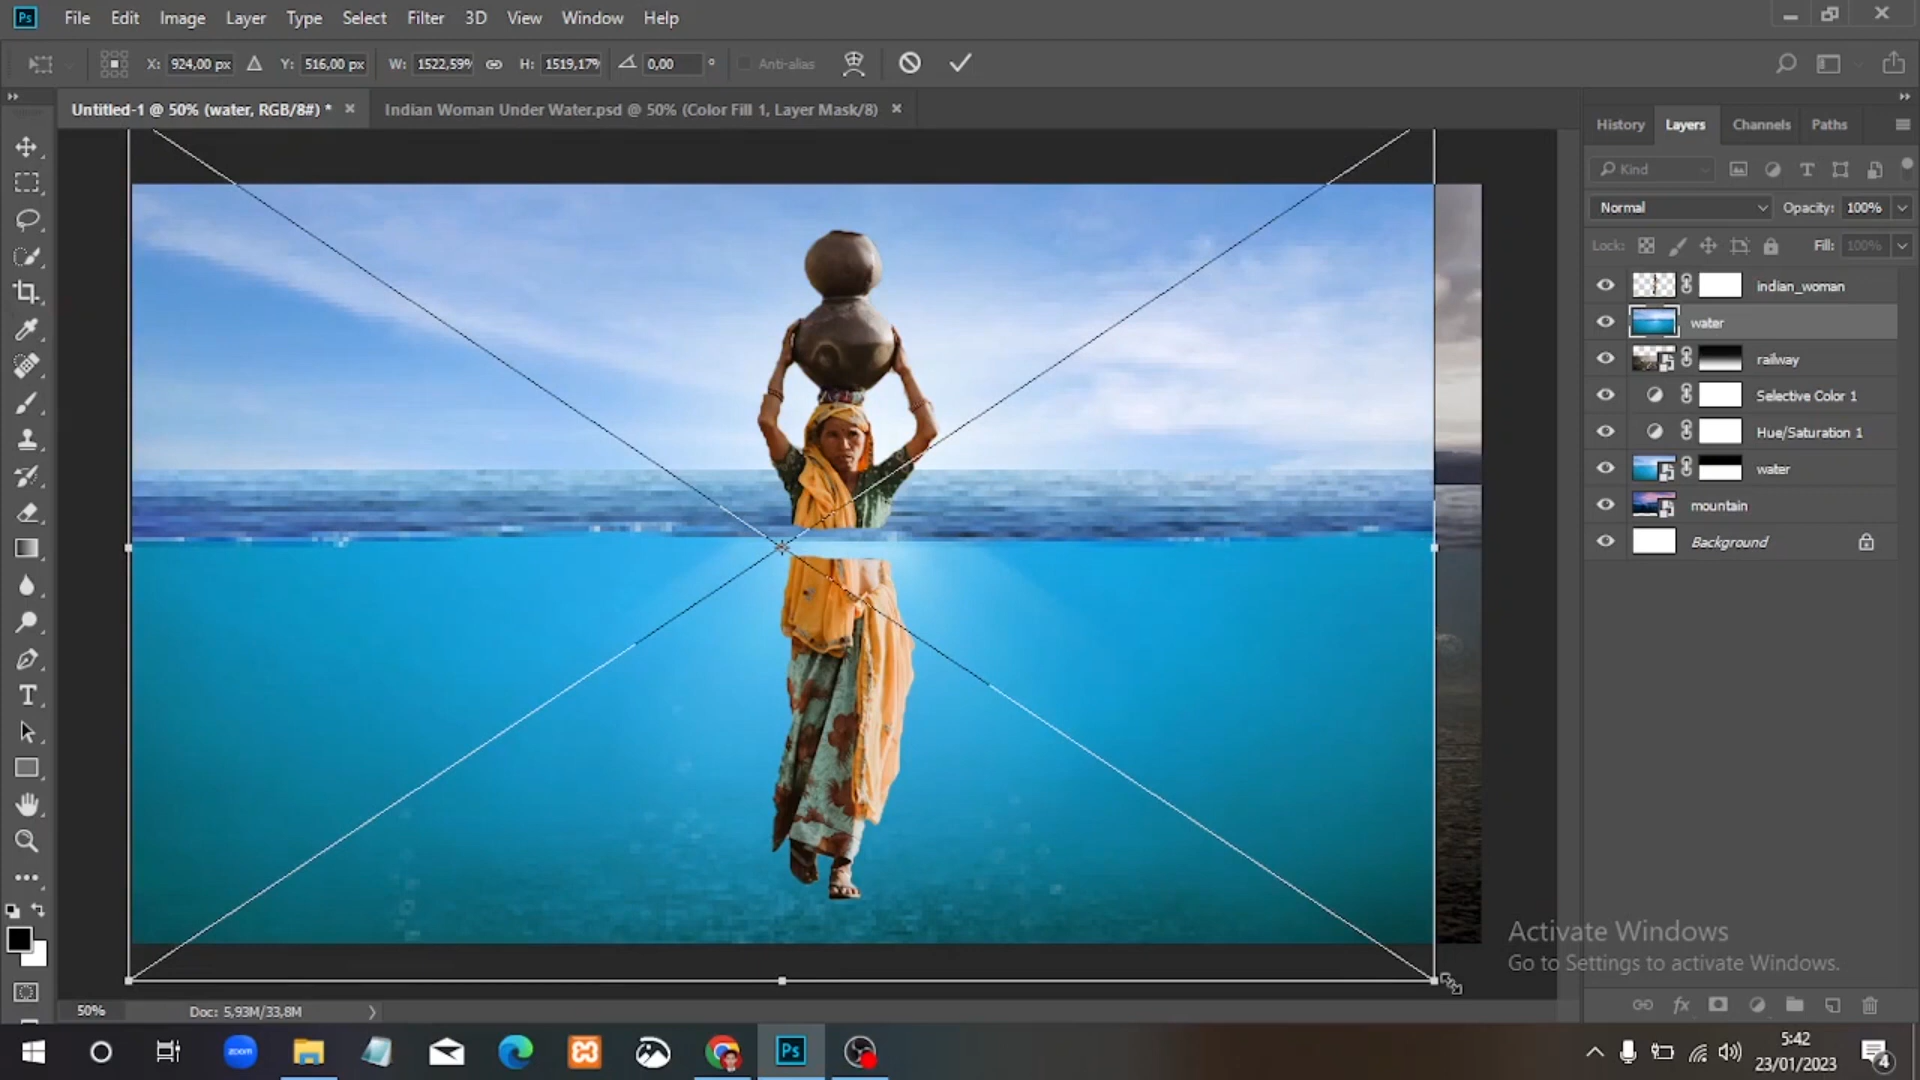 Ps File Edit Image Layer Type Select Filter 3D View Window Help
X: 924,00 px Y: 516,00 px W: 1522,59% H: 1519,17% 0,00 ° Anti-alias
Untitled-1 @ 50% (water, RGB/8#) * × Indian Woman Under Water.psd @ 50% (Color Fill 1, Layer Mask/8) ×
History Layers Channels Paths
Kind
Normal Opacity: 100%
Lock: Fill: 100%
indian_woman
water
railway
Selective Color 1
Hue/Saturation 1
water
mountain
Background
Activate Windows
Go to Settings to activate Windows.
50% Doc: 5,93M/33,8M
zoom Ps
5:42
23/01/2023
4